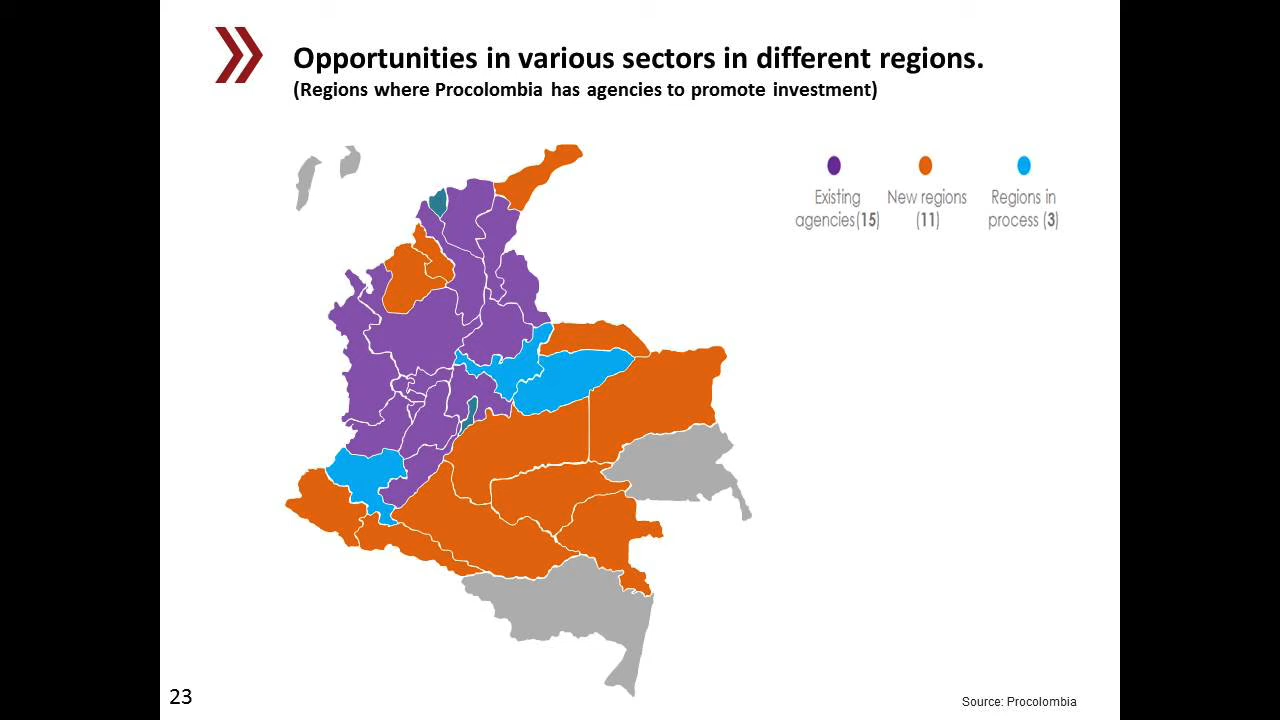 Opportunities in various sectors in different regions.
(Regions where Procolombia has agencies to promote investment)
Existing agencies(15)
New regions (11)
Regions in process (3)
23
Source: Procolombia